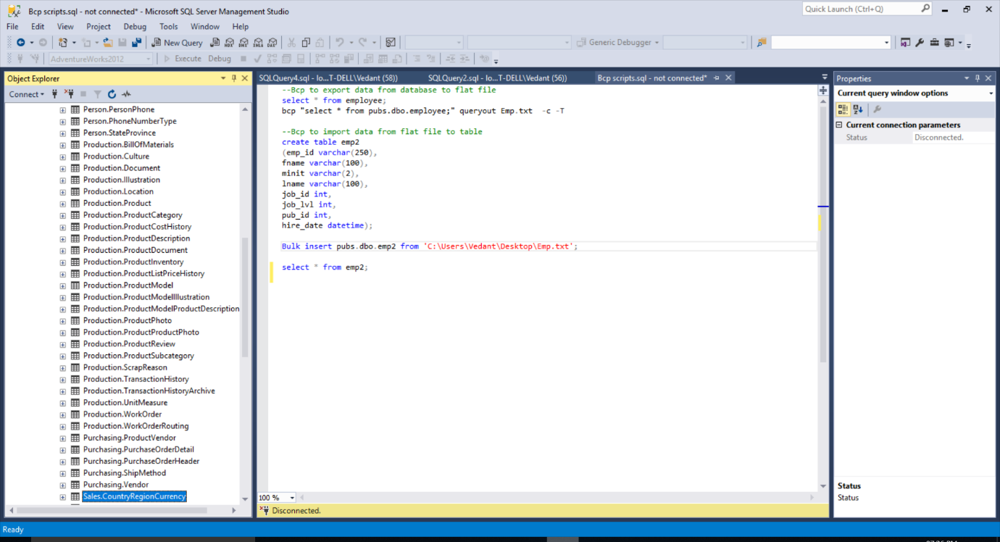 Bcp scripts.sql - not connected* - Microsoft SQL Server Management Studio
Quick Launch (Ctrl+Q)
File Edit View Project Debug Tools Window Help
New Query
Generic Debugger
AdventureWorks2012
Execute Debug
Object Explorer
Connect
Person.PersonPhone
Person.PhoneNumberType
Person.StateProvince
Production.BillOfMaterials
Production.Culture
Production.Document
Production.Illustration
Production.Location
Production.Product
Production.ProductCategory
Production.ProductCostHistory
Production.ProductDescription
Production.ProductDocument
Production.ProductInventory
Production.ProductListPriceHistory
Production.ProductModel
Production.ProductModelIllustration
Production.ProductModelProductDescription
Production.ProductPhoto
Production.ProductProductPhoto
Production.ProductReview
Production.ProductSubcategory
Production.ScrapReason
Production.TransactionHistory
Production.TransactionHistoryArchive
Production.UnitMeasure
Production.WorkOrder
Production.WorkOrderRouting
Purchasing.ProductVendor
Purchasing.PurchaseOrderDetail
Purchasing.PurchaseOrderHeader
Purchasing.ShipMethod
Purchasing.Vendor
Sales.CountryRegionCurrency
SQLQuery4.sql - lo...T-DELL\Vedant (58))
SQLQuery2.sql - lo...T-DELL\Vedant (56))
Bcp scripts.sql - not connected*
--Bcp to export data from database to flat file
select * from employee;
bcp "select * from pubs.dbo.employee;" queryout Emp.txt  -c -T
--Bcp to import data from flat file to table
create table emp2
(emp_id varchar(250),
fname varchar(100),
minit varchar(2),
lname varchar(100),
job_id int,
job_lvl int,
pub_id int,
hire_date datetime);
Bulk insert pubs.dbo.emp2 from 'C:\Users\Vedant\Desktop\Emp.txt';
select * from emp2;
100 %
Disconnected.
Properties
Current query window options
Current connection parameters
Status Disconnected.
Status
Status
Ready